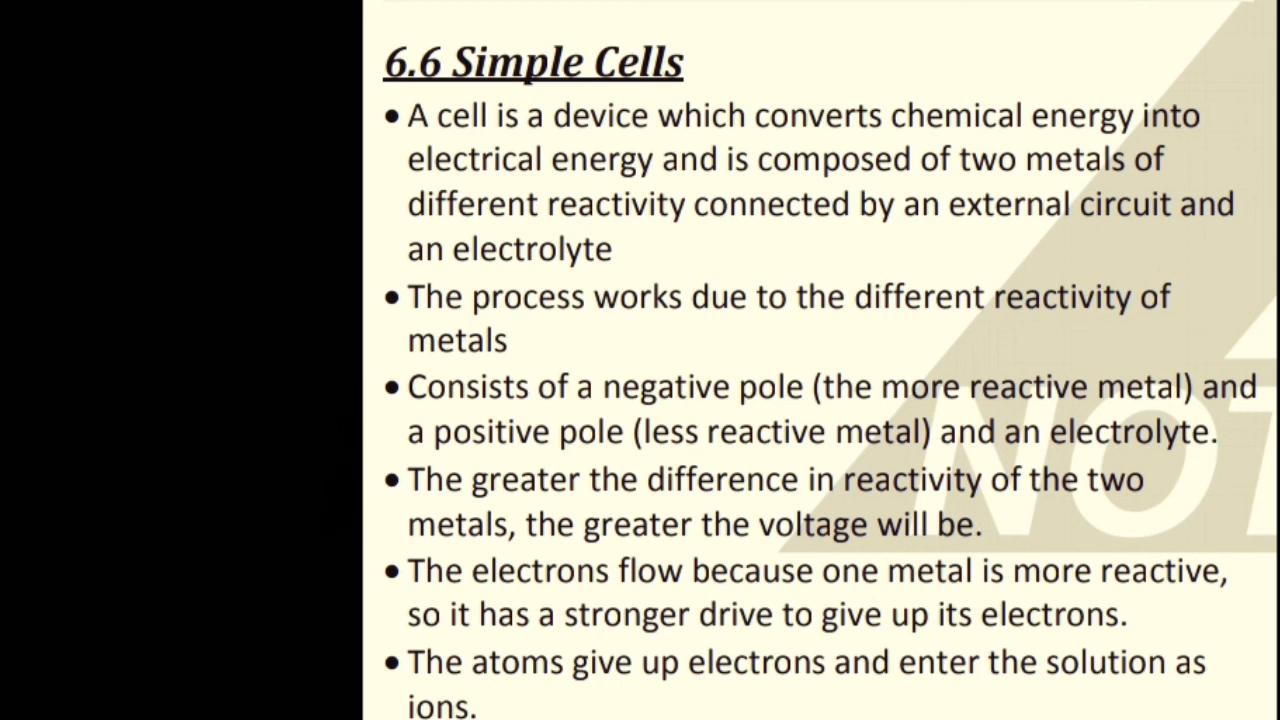 6.6 Simple Cells
• A cell is a device which converts chemical energy into
electrical energy and is composed of two metals of
different reactivity connected by an external circuit and
an electrolyte
• The process works due to the different reactivity of
metals
• Consists of a negative pole (the more reactive metal) and
a positive pole (less reactive metal) and an electrolyte.
• The greater the difference in reactivity of the two
metals, the greater the voltage will be.
• The electrons flow because one metal is more reactive,
so it has a stronger drive to give up its electrons.
• The atoms give up electrons and enter the solution as
ions.